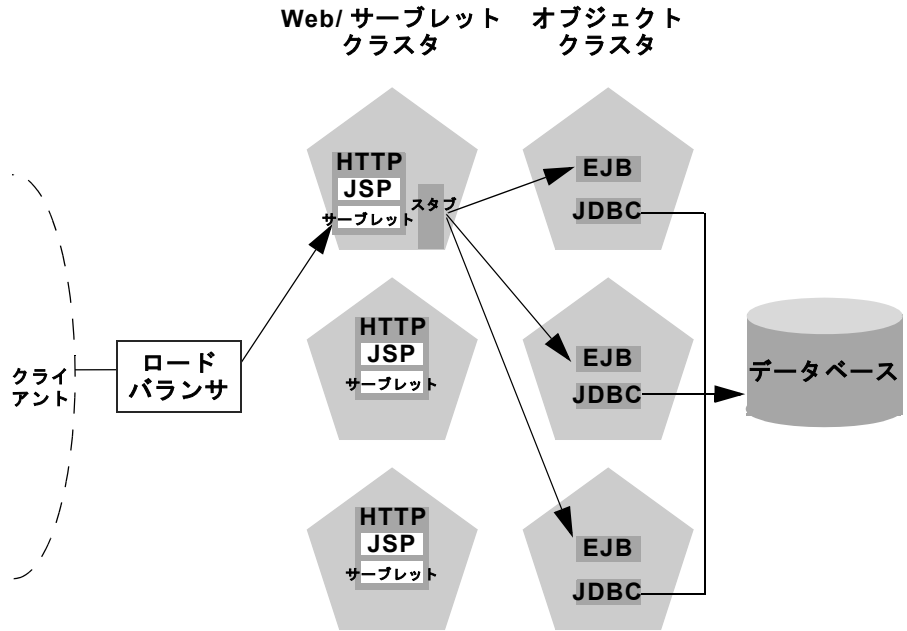 Web/ サーブレット
クラスタ
オブジェクト
クラスタ
HTTP
JSP
サーブレット
スタブ
EJB
JDBC
クライ
アント
ロード
バランサ
HTTP
JSP
サーブレット
EJB
JDBC
データベース
HTTP
JSP
サーブレット
EJB
JDBC